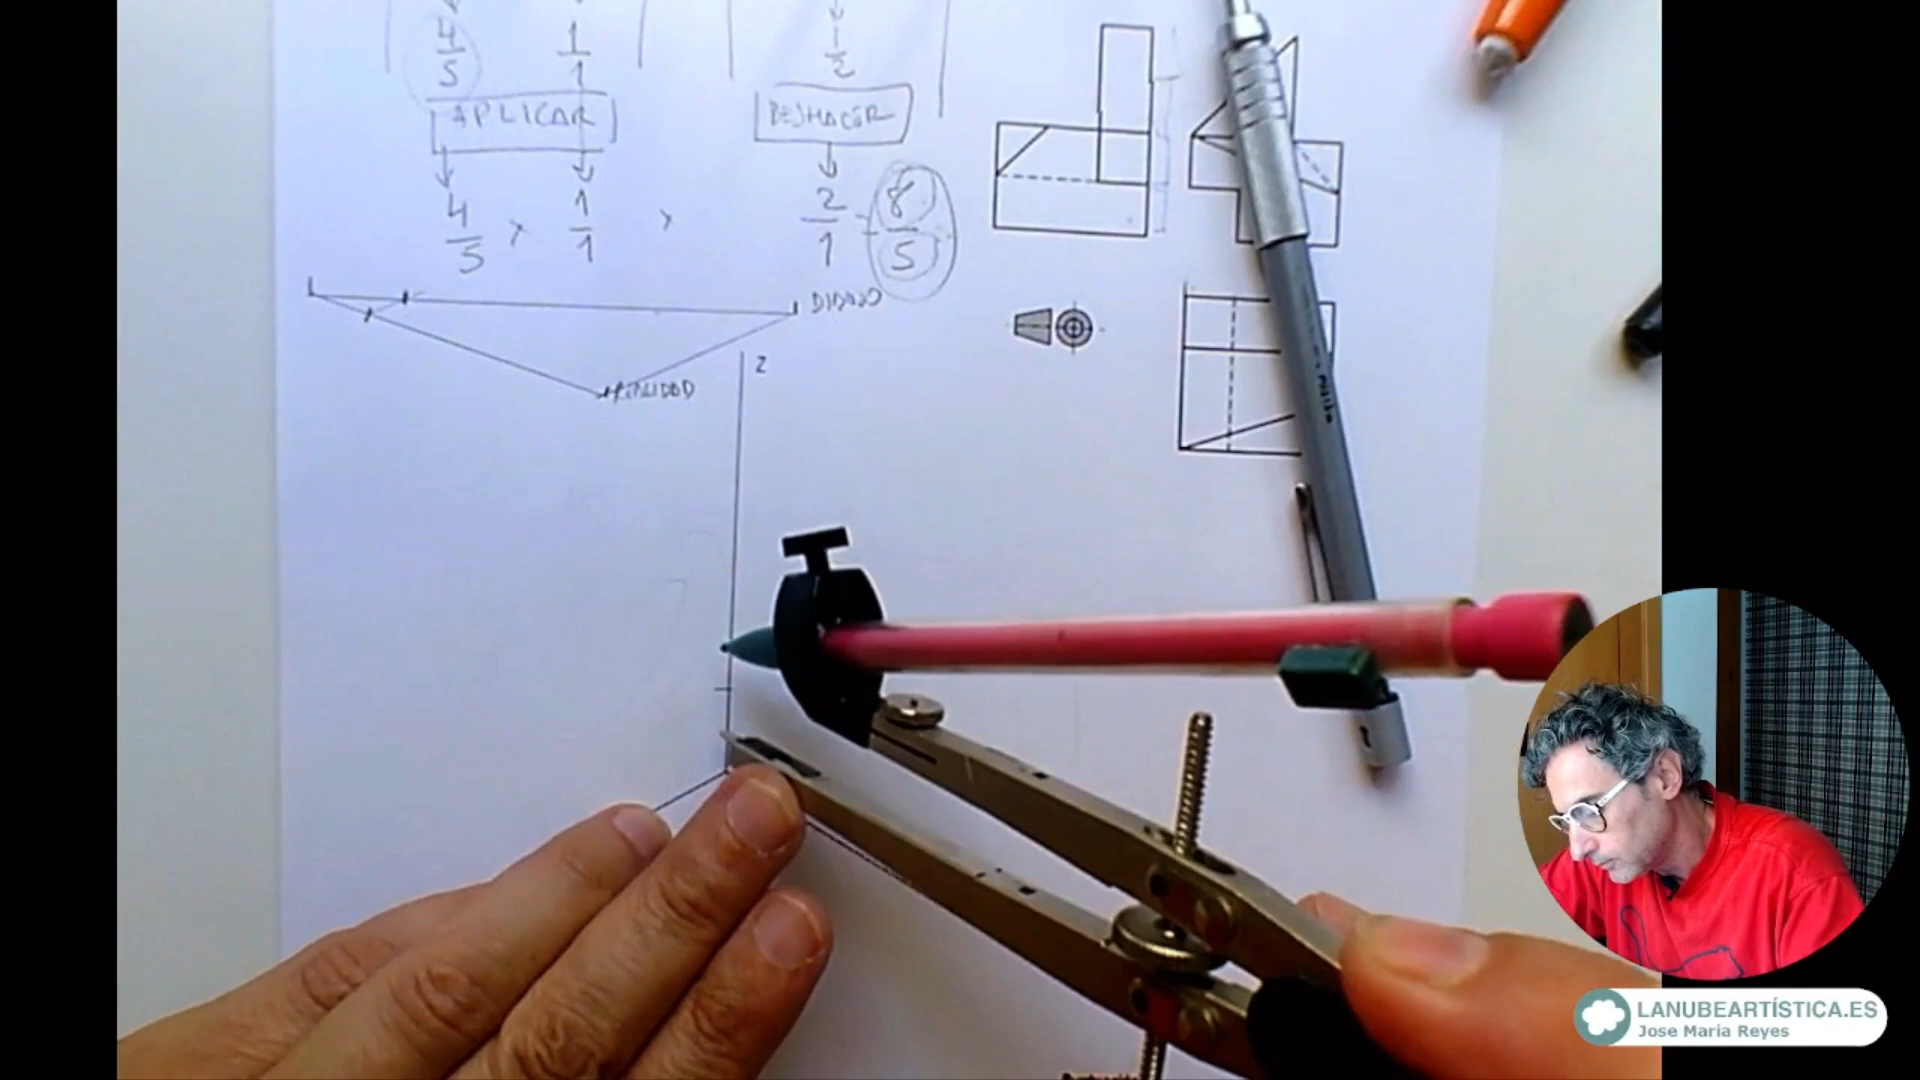 4 1 1
5 1 2
APLICAR DESHACER
4 × 1 × 2 = 8
5 1 1 5
DIBUJO
REALIDAD
Z
LANUBEARTÍSTICA.ES
Jose Maria Reyes